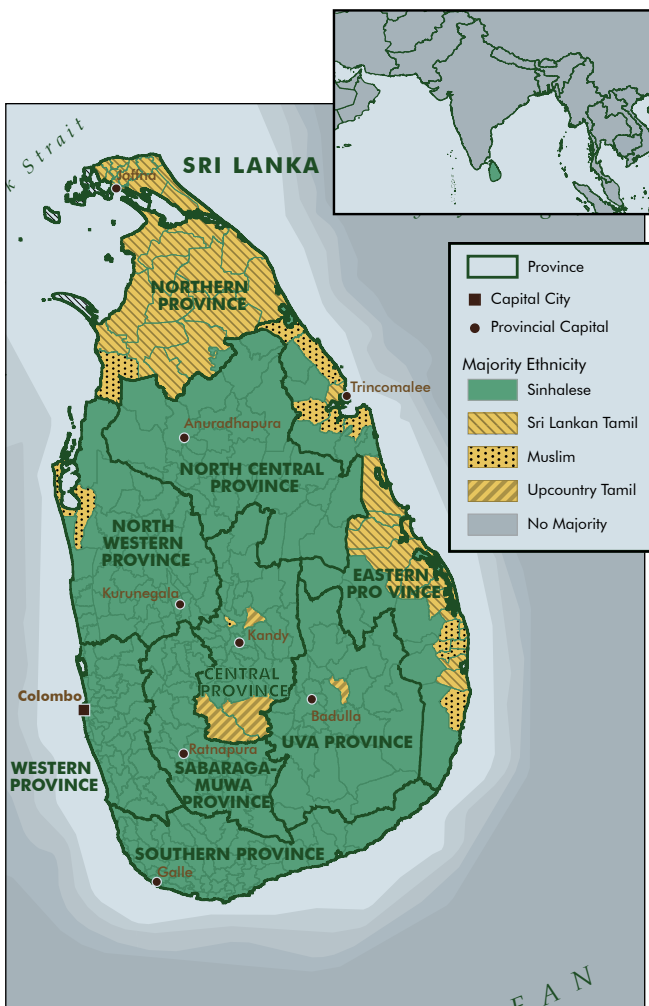 k Strait
SRI LANKA
Jaffna
NORTHERN
PROVINCE
Trincomalee
Anuradhapura
NORTH CENTRAL
PROVINCE
NORTH
WESTERN
PROVINCE
EASTERN
PRO VINCE
Kurunegala
Kandy
CENTRAL
PROVINCE
Colombo
Badulla
UVA PROVINCE
Ratnapura
WESTERN
PROVINCE
SABARAGA-
MUWA
PROVINCE
SOUTHERN PROVINCE
Galle
E A N
Province
Capital City
Provincial Capital
Majority Ethnicity
Sinhalese
Sri Lankan Tamil
Muslim
Upcountry Tamil
No Majority